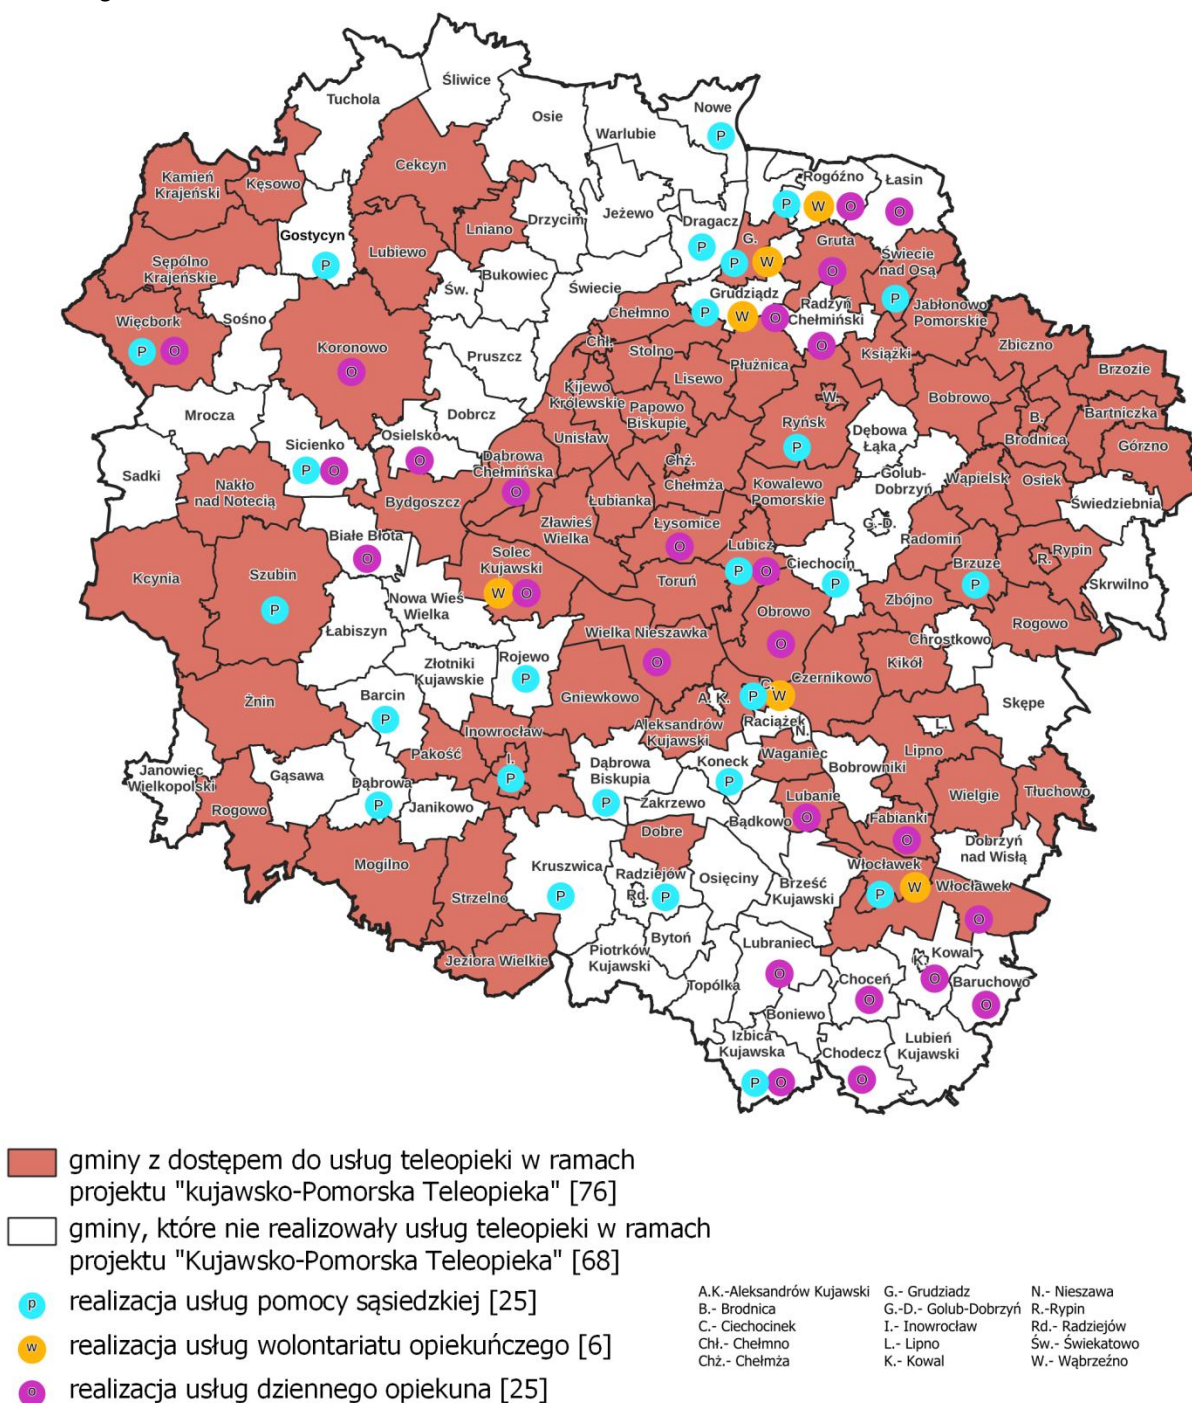 Śliwice
Tuchola
Osie
Nowe
Warlubie
P
Cekcyn
Kamień
Krajeński
Kęsowo
Rogóźno
Łasin
P
W
O
O
Jeżewo
Drzycim
Dragacz
Lniano
Gostycyn
G.
Gruta
P
Lubiewo
Świecie
nad Osą
P
W
O
Sępólno
Krajeńskie
P
Bukowiec
Św.
Świecie
Grudziądz
P
Radzyń
Chełmiński
Jabłonowo
Pomorskie
Chełmno
P
W
O
Więcbork
Sośno
P
O
Koronowo
O
Chł.
Stolno
O
Książki
Zbiczno
Pruszcz
Płużnica
Lisewo
Brzozie
Kijewo
Królewskie
W.
Bobrowo
Mrocza
Dobrcz
Papowo
Biskupie
B.
Bartniczka
Sicienko
Osielsko
Unisław
Ryńsk
Dębowa
Łąka
Brodnica
Górzno
P
O
O
Dąbrowa
Chełmińska
P
Sadki
Chż.
Chełmża
Golub-
Dobrzyń
Nakło
nad Notecią
O
Kowalewo
Pomorskie
Wąpielsk
Osiek
Bydgoszcz
Łubianka
Świedziebnia
Zławieś
Wielka
Łysomice
G.-D.
Białe Błota
O
O
Lubicz
Radomin
Rypin
R.
Solec
Kujawski
Ciechocin
Brzuze
Kcynia
Szubin
P
O
P
P
Skrwilno
Toruń
W
O
P
Nowa Wieś
Wielka
Obrowo
Zbójno
Łabiszyn
Wielka Nieszawka
Rogowo
Chrostkowo
O
Rojewo
O
Złotniki
Kujawskie
Kikół
P
Czernikowo
Żnin
Barcin
Gniewkowo
A. K.
C.
P
W
Skępe
P
Raciążek
N.
Inowrocław
Aleksandrów
Kujawski
L.
Pakość
I.
Waganiec
Lipno
P
Dąbrowa
Biskupia
Koneck
Bobrowniki
Janowiec
Wielkopolski
Gąsawa
P
Dąbrowa
Lubanie
Wielgie
Tłuchowo
Rogowo
P
Janikowo
P
Zakrzewo
Bądkowo
O
Fabianki
Dobre
O
Dobrzyń
nad Wisłą
Mogilno
Kruszwica
Radziejów
Włocławek
Osięciny
Brześć
Kujawski
Włocławek
P
Rd.
P
P
W
Strzelno
O
Bytoń
Lubraniec
Piotrków
Kujawski
Kowal
Jeziora Wielkie
K.
O
O
Choceń
Baruchowo
Topólka
O
O
Boniewo
Izbica
Kujawska
Lubień
Kujawski
Chodecz
P
O
O
gminy z dostępem do usług teleopieki w ramach
projektu "kujawsko-Pomorska Teleopieka" [76]
gminy, które nie realizowały usług teleopieki w ramach
projektu "Kujawsko-Pomorska Teleopieka" [68]
p realizacja usług pomocy sąsiedzkiej [25]
w realizacja usług wolontariatu opiekuńczego [6]
o realizacja usług dziennego opiekuna [25]
A.K.-Aleksandrów Kujawski
B.- Brodnica
C.- Ciechocinek
Chł.- Chełmno
Chż.- Chełmża
G.- Grudziadz
G.-D.- Golub-Dobrzyń
I.- Inowrocław
L.- Lipno
K.- Kowal
N.- Nieszawa
R.-Rypin
Rd.- Radziejów
Św.- Świekatowo
W.- Wąbrzeźno